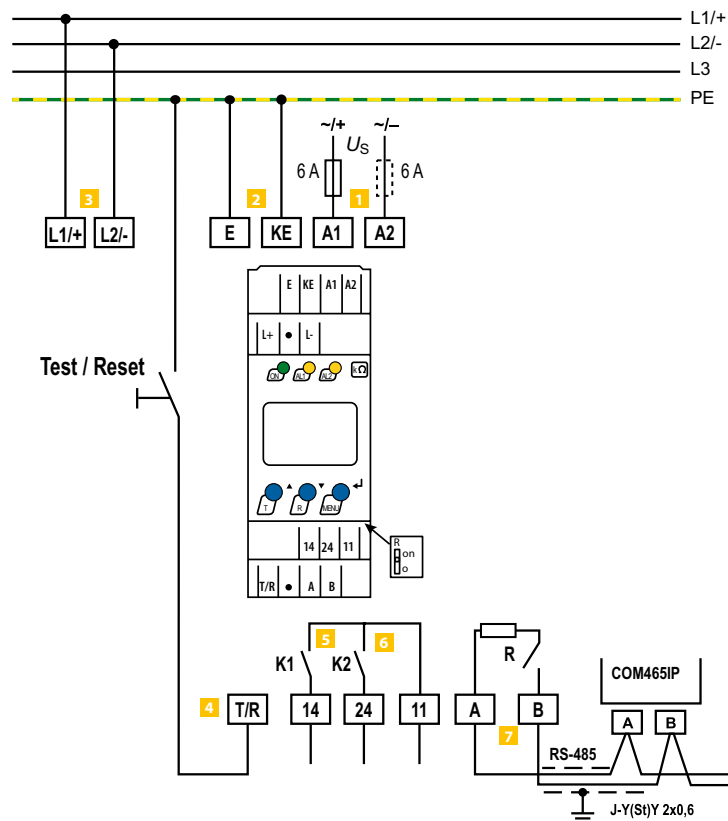 L1/+
L2/-
L3
PE
~/+ ~/–
US
6 A 6 A
3 2 1
L1/+ L2/- E KE A1 A2
E KE A1 A2
L+ • L-
Test / Reset
ON AL1 AL2 kΩ
T R MENU
14 24 11
R
on
o
T/R • A B
5 6
K1 K2 R
COM465IP
4 T/R 14 24 11 A B
A B
7
RS-485
J-Y(St)Y 2x0,6